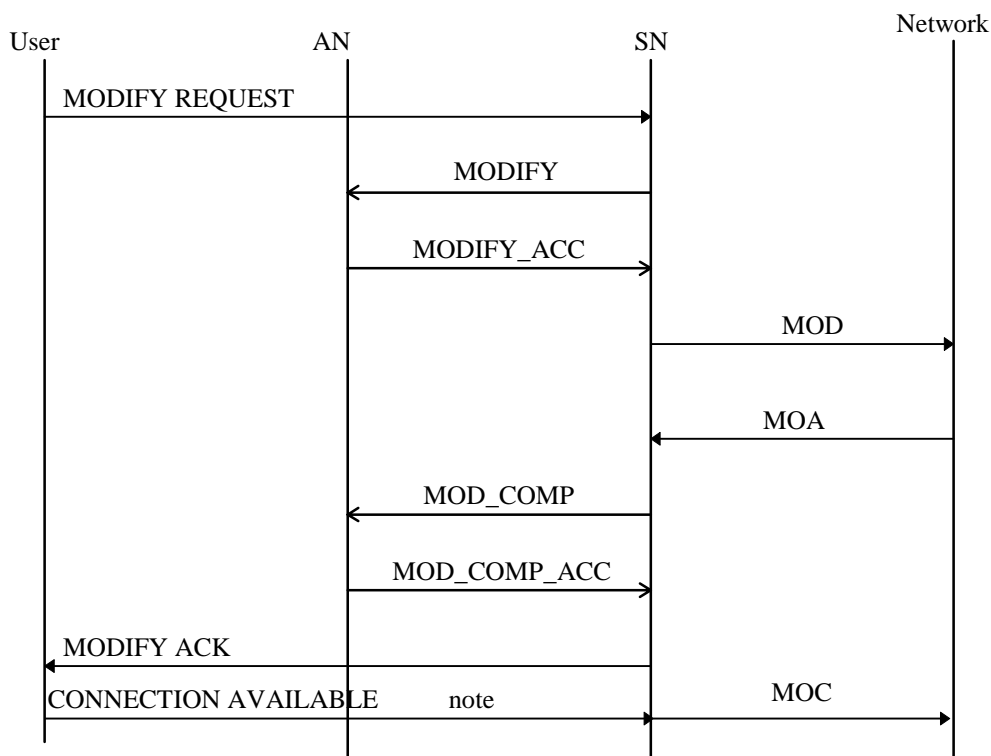 User AN SN Network
MODIFY REQUEST
MODIFY
MODIFY_ACC
MOD
MOA
MOD_COMP
MOD_COMP_ACC
MODIFY ACK
CONNECTION AVAILABLE note MOC